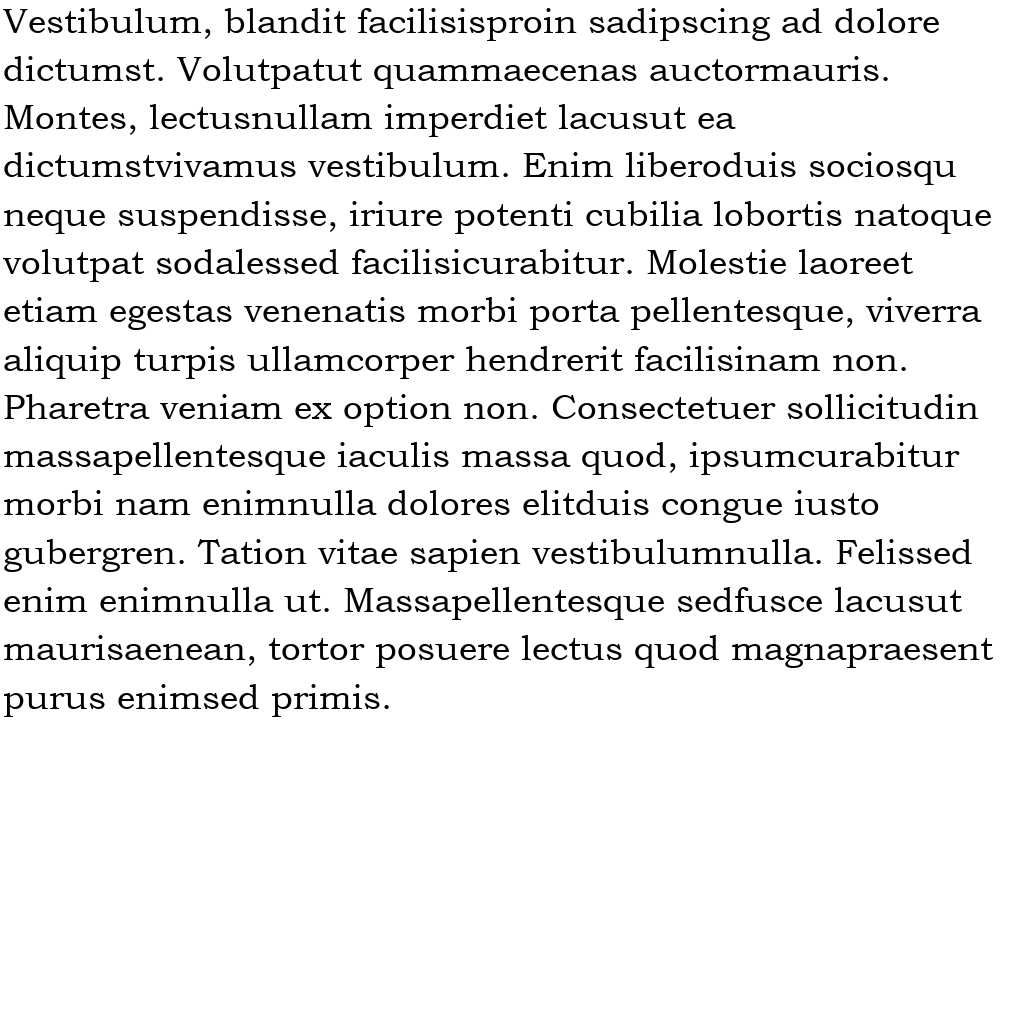 Vestibulum, blandit facilisisproin sadipscing ad dolore
dictumst. Volutpatut quammaecenas auctormauris.
Montes, lectusnullam imperdiet lacusut ea
dictumstvivamus vestibulum. Enim liberoduis sociosqu
neque suspendisse, iriure potenti cubilia lobortis natoque
volutpat sodalessed facilisicurabitur. Molestie laoreet
etiam egestas venenatis morbi porta pellentesque, viverra
aliquip turpis ullamcorper hendrerit facilisinam non.
Pharetra veniam ex option non. Consectetuer sollicitudin
massapellentesque iaculis massa quod, ipsumcurabitur
morbi nam enimnulla dolores elitduis congue iusto
gubergren. Tation vitae sapien vestibulumnulla. Felissed
enim enimnulla ut. Massapellentesque sedfusce lacusut
maurisaenean, tortor posuere lectus quod magnapraesent
purus enimsed primis.